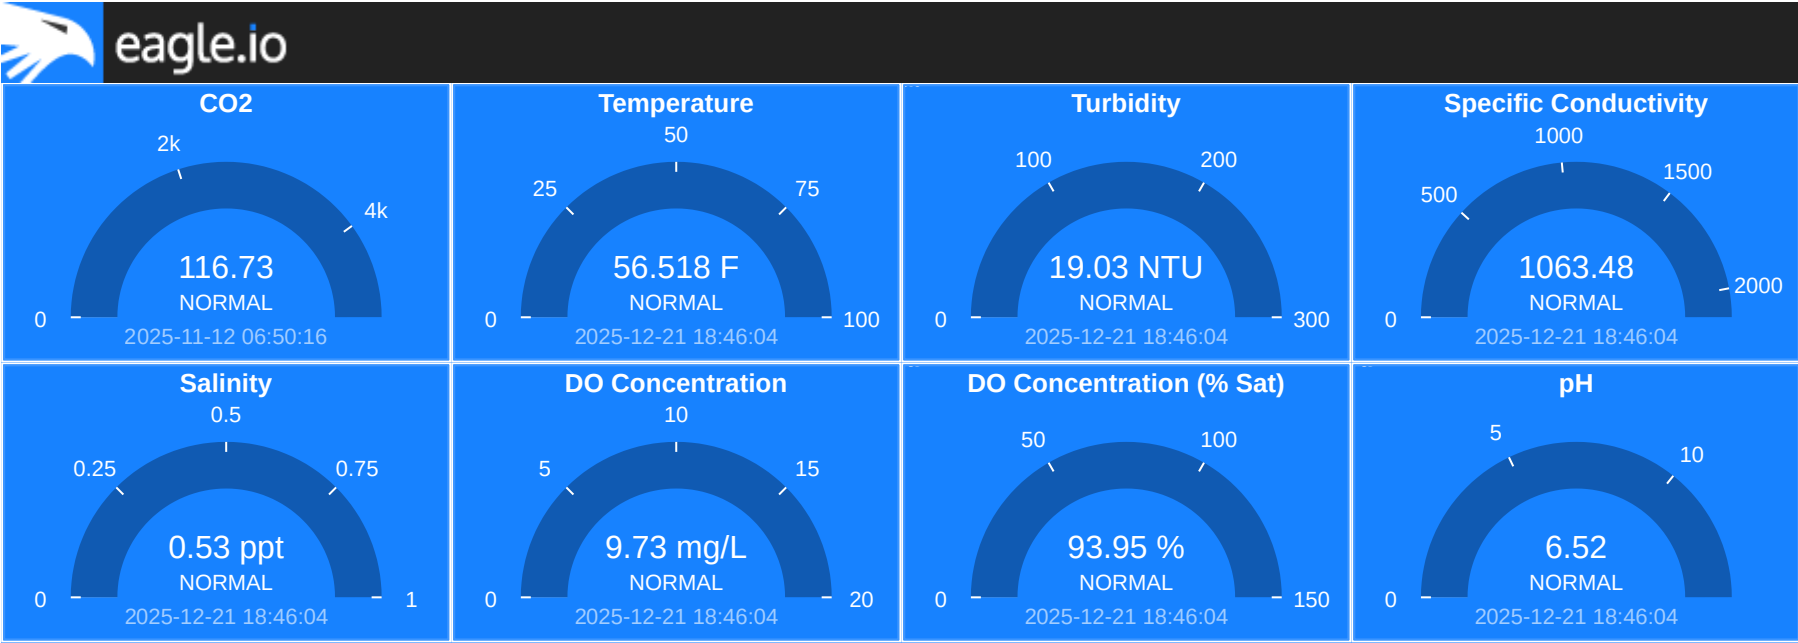 eagle.io
CO2
2k
4k
0
116.73
NORMAL
2025-11-12 06:50:16
Temperature
50
25
75
0
100
56.518 F
NORMAL
2025-12-21 18:46:04
Turbidity
100
200
0
300
19.03 NTU
NORMAL
2025-12-21 18:46:04
Specific Conductivity
1000
500
1500
2000
0
1063.48
NORMAL
2025-12-21 18:46:04
Salinity
0.5
0.25
0.75
0
1
0.53 ppt
NORMAL
2025-12-21 18:46:04
DO Concentration
10
5
15
0
20
9.73 mg/L
NORMAL
2025-12-21 18:46:04
DO Concentration (% Sat)
50
100
0
150
93.95 %
NORMAL
2025-12-21 18:46:04
pH
5
10
0
6.52
NORMAL
2025-12-21 18:46:04